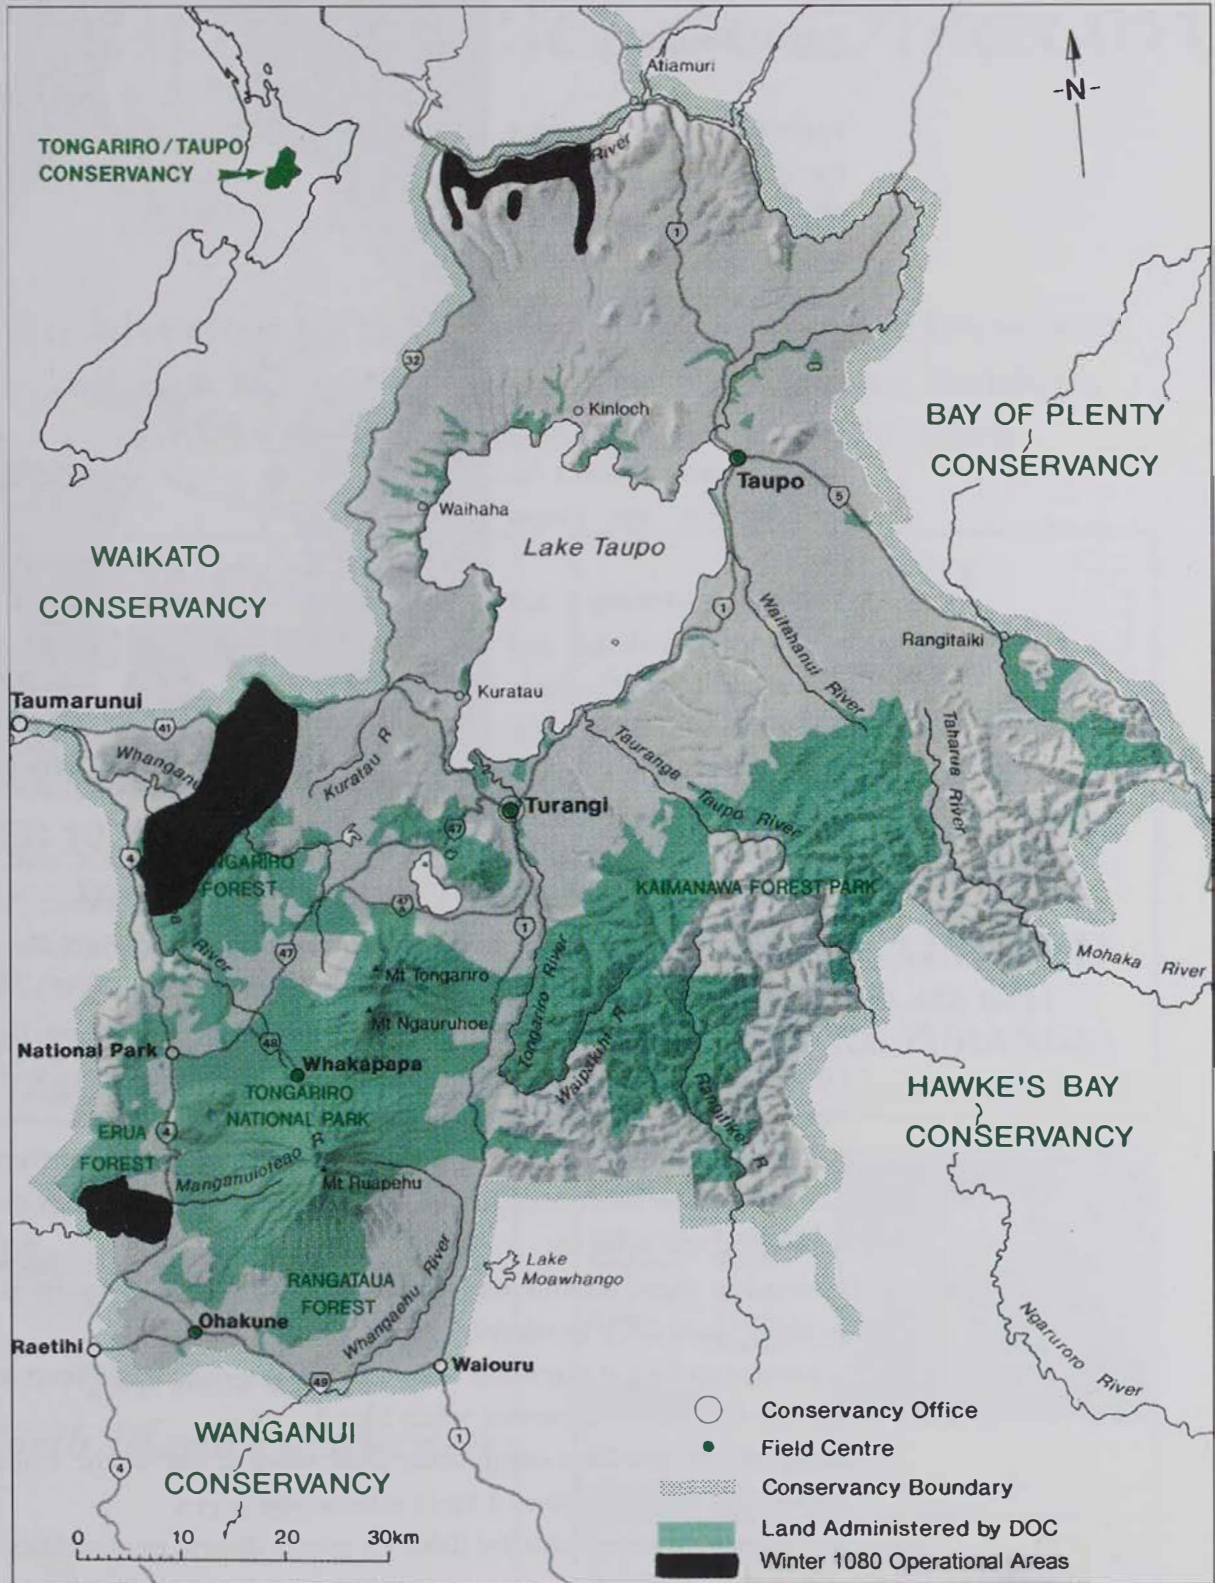 Atiamuri
-N-
TONGARIRO/TAUPO
CONSERVANCY
River
1
32
Kinloch
BAY OF PLENTY
CONSERVANCY
Taupo
5
Waihaha
Lake Taupo
WAIKATO
CONSERVANCY
1
Waitahanui River
Rangitaiki
Kuratau
Taumarunui
41
Whanganu
Kuratau R
Tauranga - Taupo River
Taharua River
Turangi
47
4
NGARIRO
FOREST
KAIMANAWA FOREST PARK
47
1
River
47
Mt Tongariro
Tongariro River
Mohaka River
Mt Ngauruhoe
Waipakihi R
National Park
48
Whakapapa
TONGARIRO
NATIONAL PARK
Rangitikei R
HAWKE'S BAY
CONSERVANCY
ERUA
FOREST
4
Manganuioteao R
Mt Ruapehu
Lake
Moawhango
RANGATAUA
FOREST
Whangaehu River
Ohakune
Raetihi
Waiouru
49
Ngaruroro River
WANGANUI
CONSERVANCY
1
4
Conservancy Office
Field Centre
Conservancy Boundary
Land Administered by DOC
Winter 1080 Operational Areas
0 10 20 30km